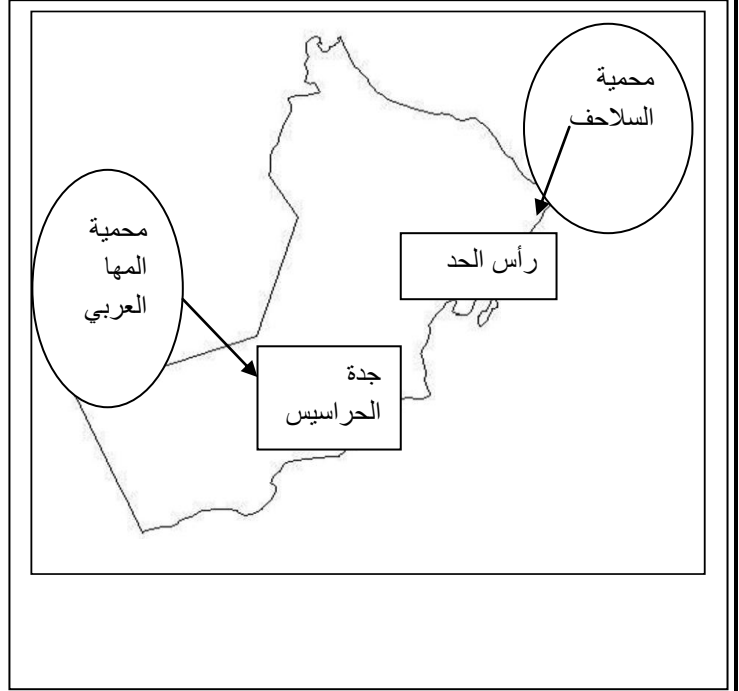 محمية
السلاحف
رأس الحد
محمية
المها
العربي
جدة
الحراسيس